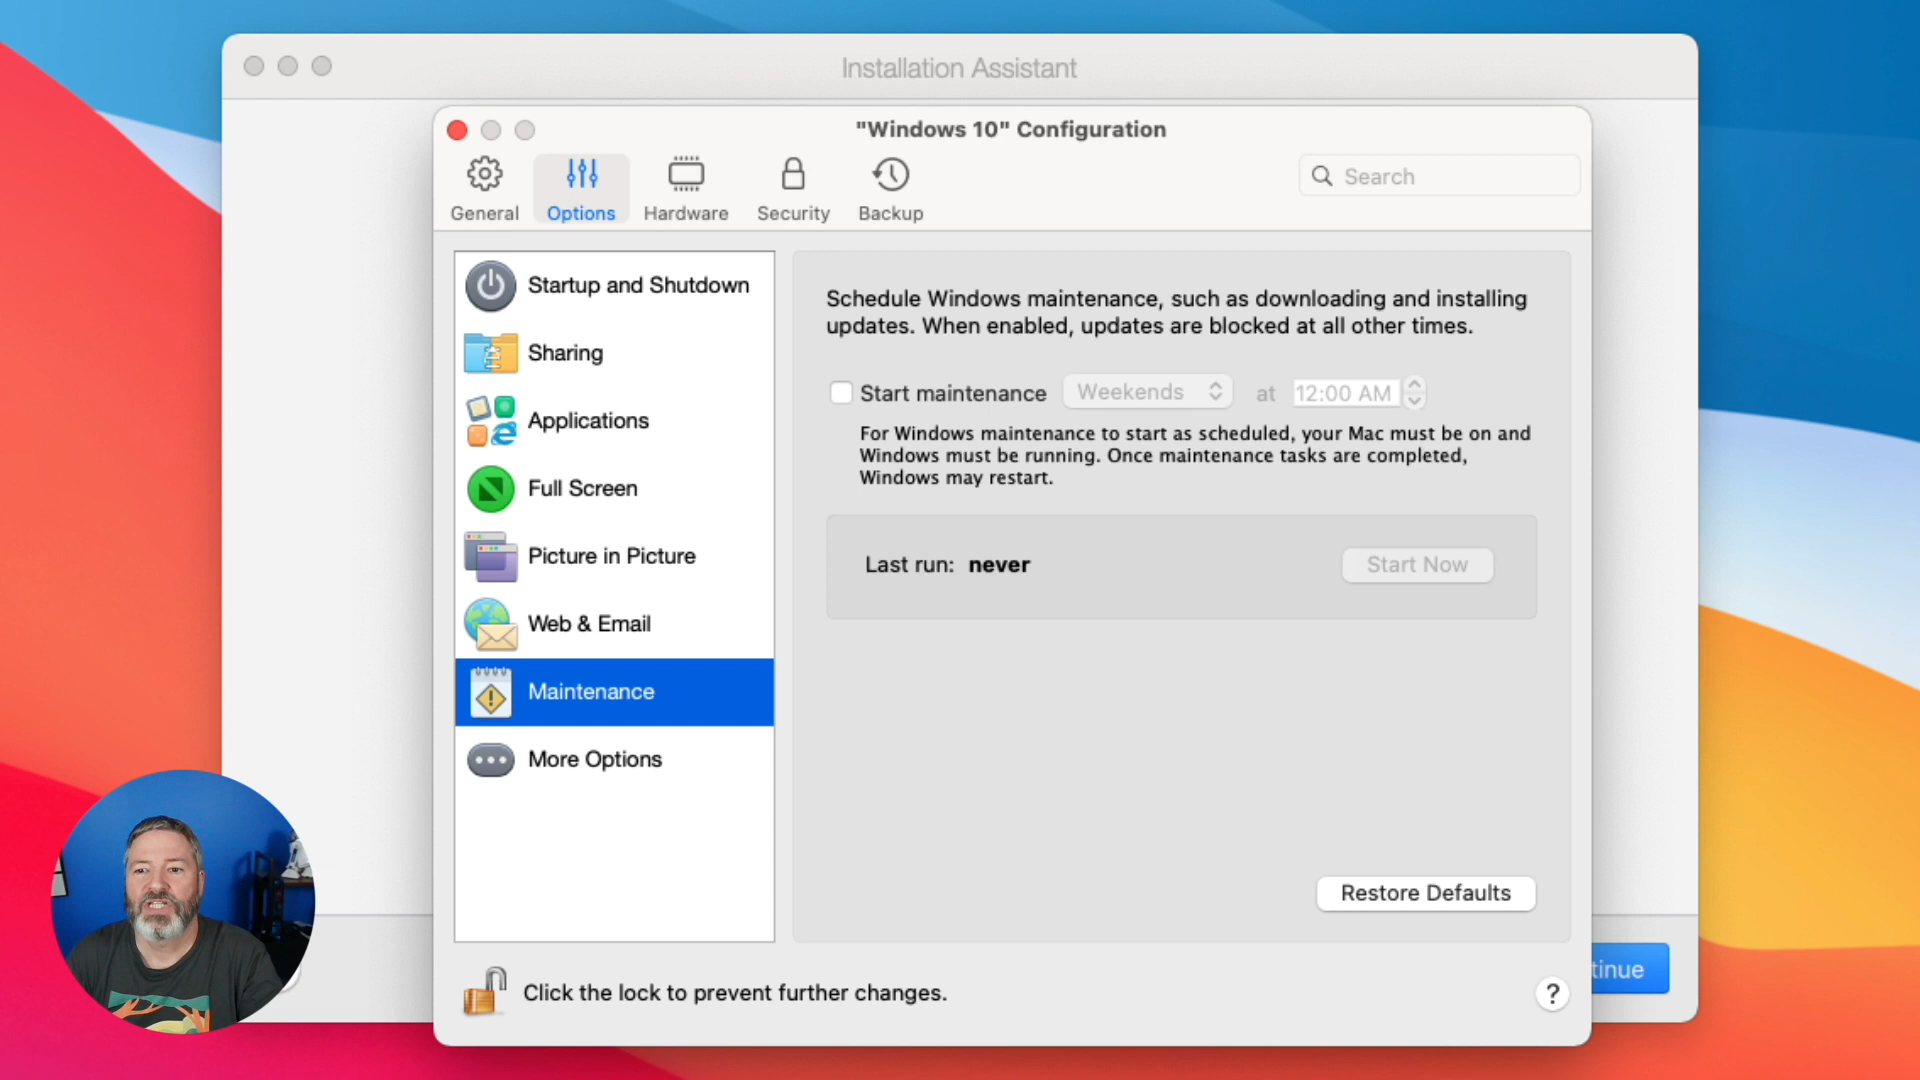 Installation Assistant
"Windows 10" Configuration
General
Options
Hardware
Security
Backup
Search
Startup and Shutdown
Sharing
Applications
Full Screen
Picture in Picture
Web & Email
Maintenance
More Options
Schedule Windows maintenance, such as downloading and installing
updates. When enabled, updates are blocked at all other times.
Start maintenance Weekends at 12:00 AM
For Windows maintenance to start as scheduled, your Mac must be on and
Windows must be running. Once maintenance tasks are completed,
Windows may restart.
Last run: never
Start Now
Restore Defaults
tinue
Click the lock to prevent further changes.
?